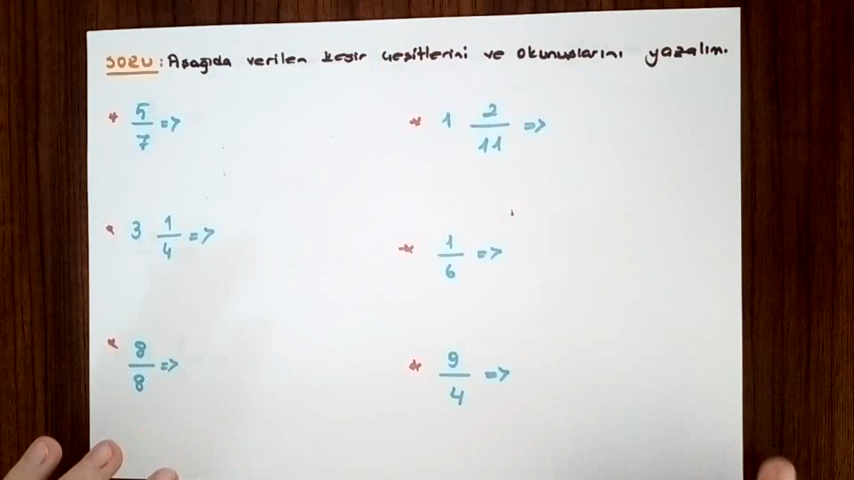 SORU: Aşağıda verilen kesir çeşitlerini ve okunuşlarını yazalım.
* 5/7 =>
* 1 2/11 =>
* 3 1/4 =>
* 1/6 =>
* 8/8 =>
* 9/4 =>